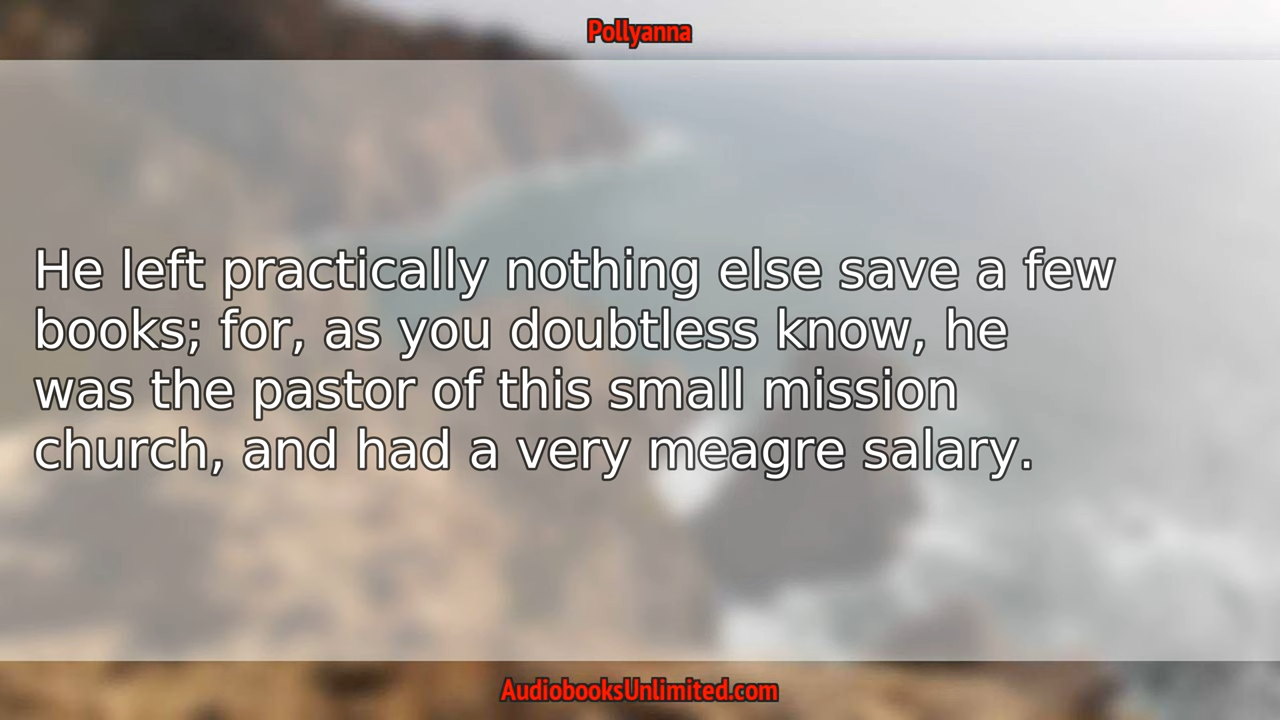 Pollyanna
He left practically nothing else save a few
books; for, as you doubtless know, he
was the pastor of this small mission
church, and had a very meagre salary.
AudiobooksUnlimited.com